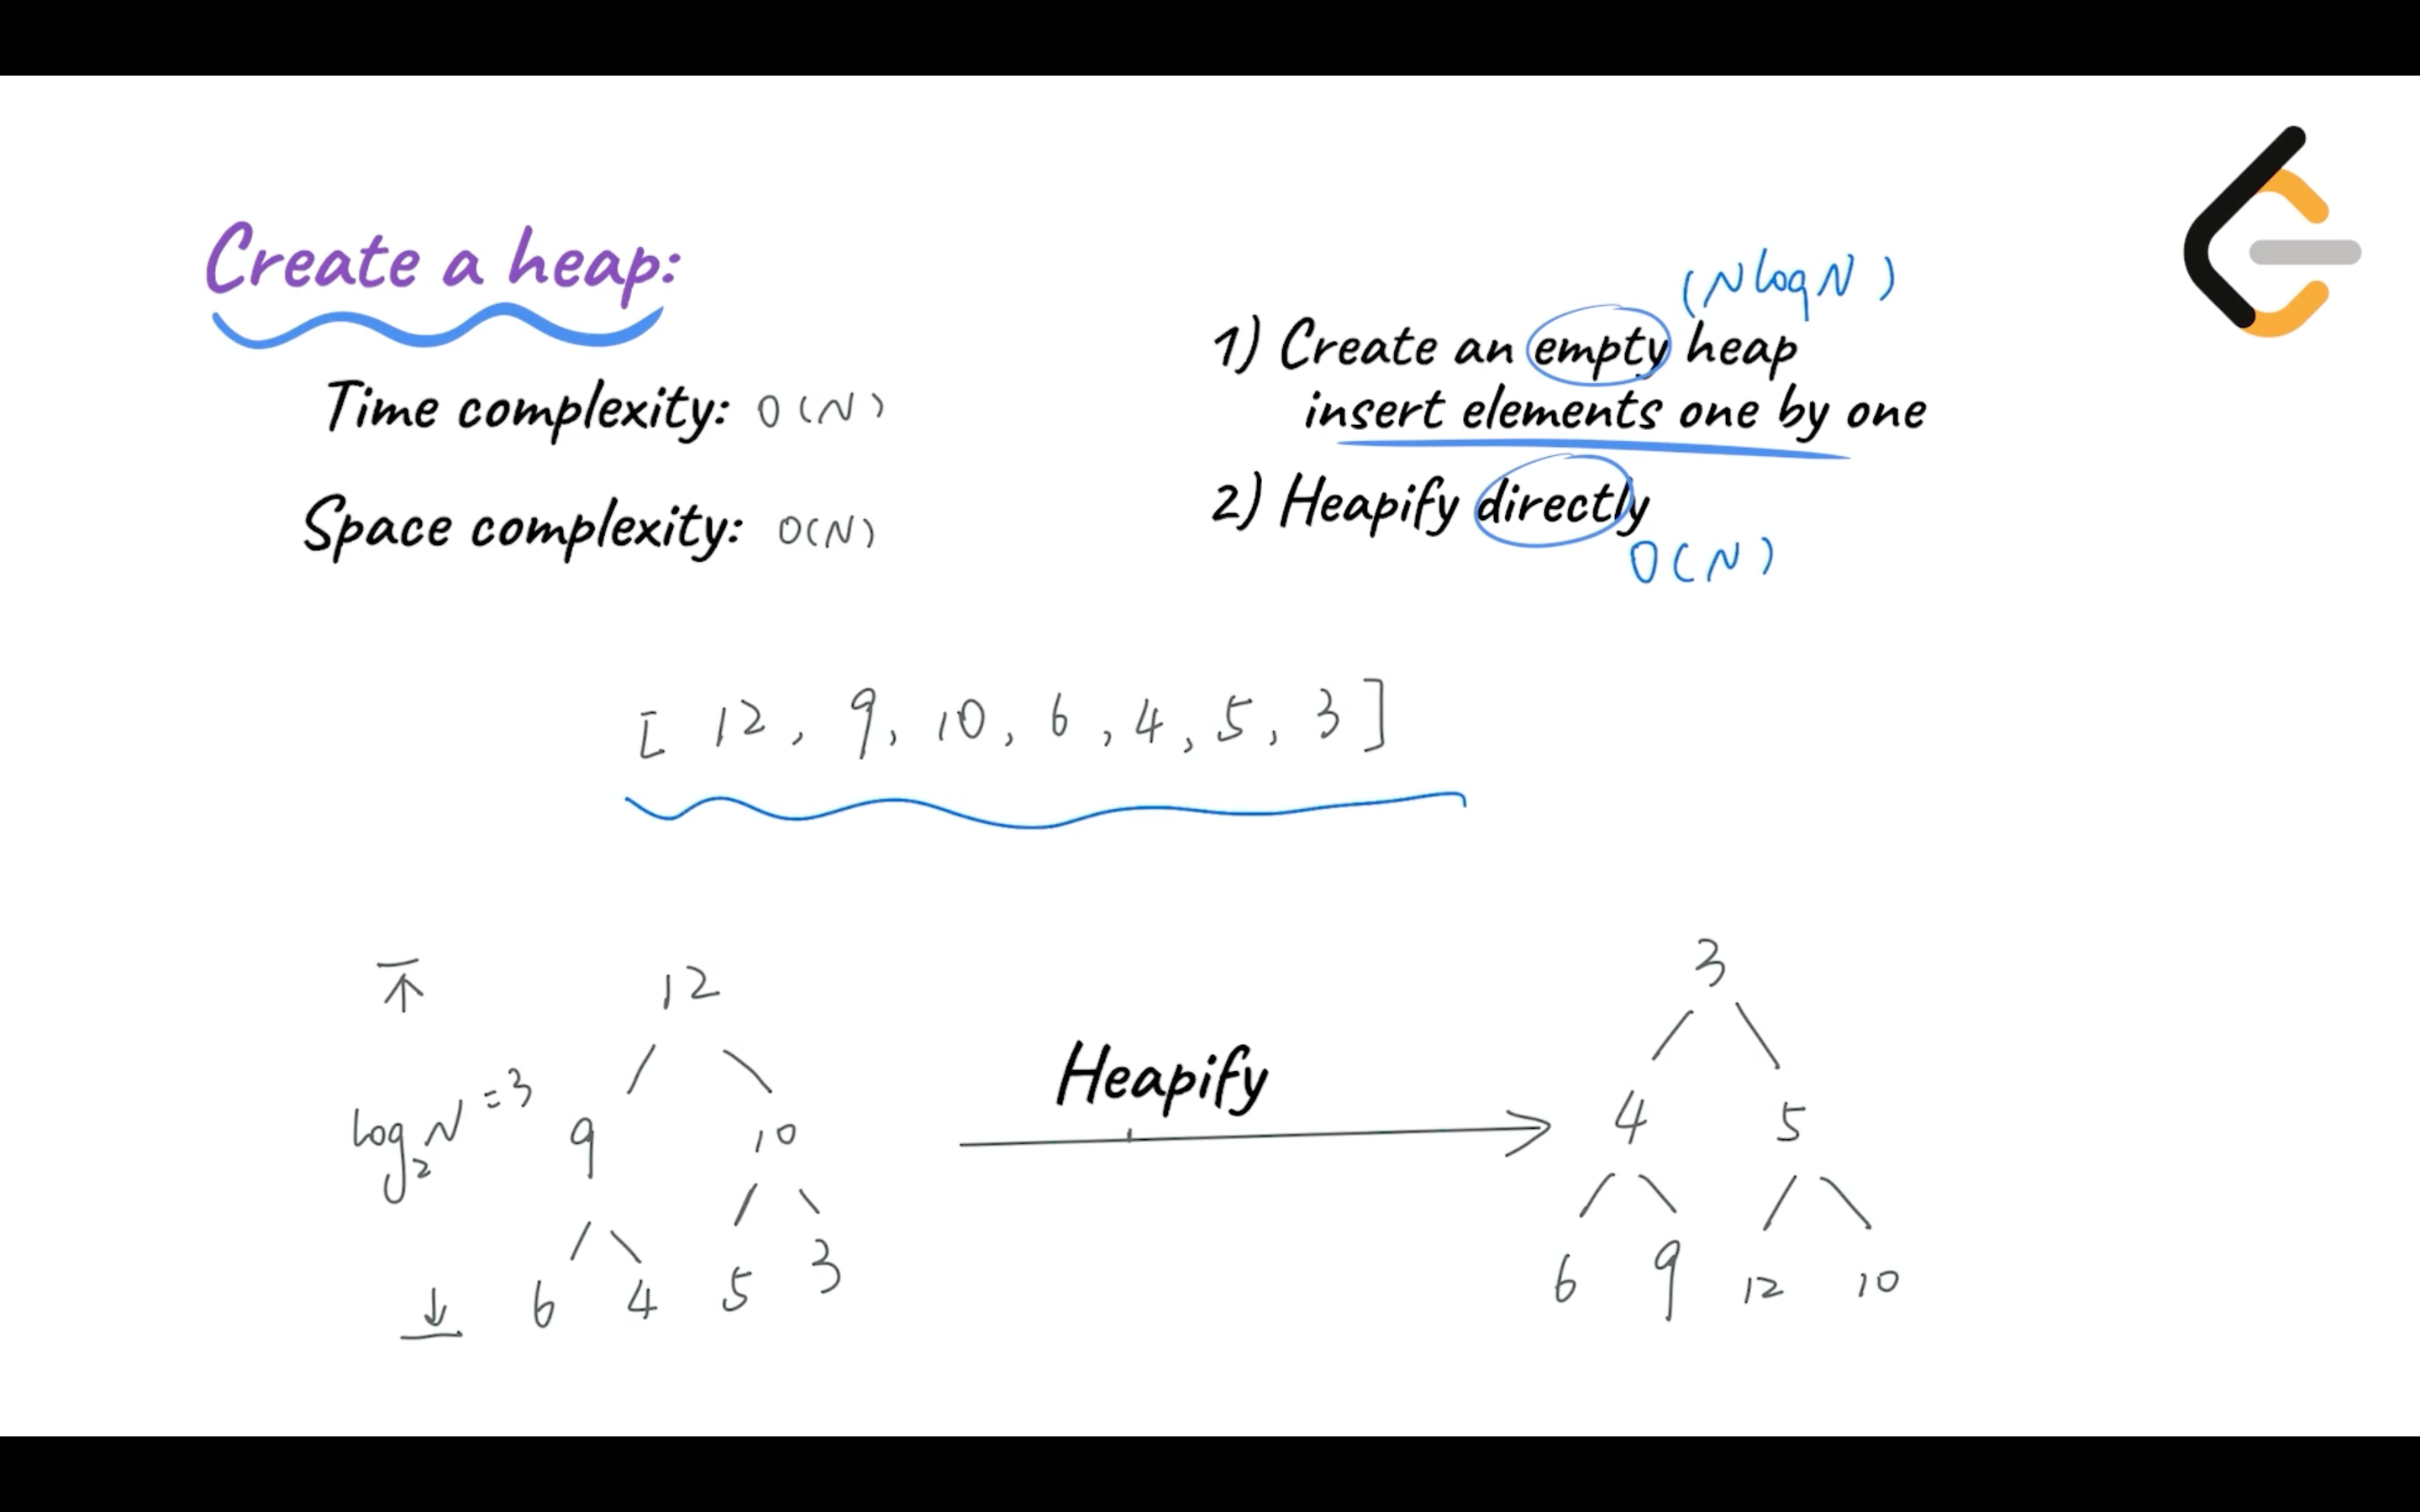 Create a heap:
Time complexity: O(N)
Space complexity: O(N)
(NlogN)
1) Create an empty heap
insert elements one by one
2) Heapify directly
O(N)
[ 12, 9, 10, 6, 4, 5, 3 ]
12
log₂N =3
9 10
6 4 5 3
Heapify
3
4 5
6 9 12 10